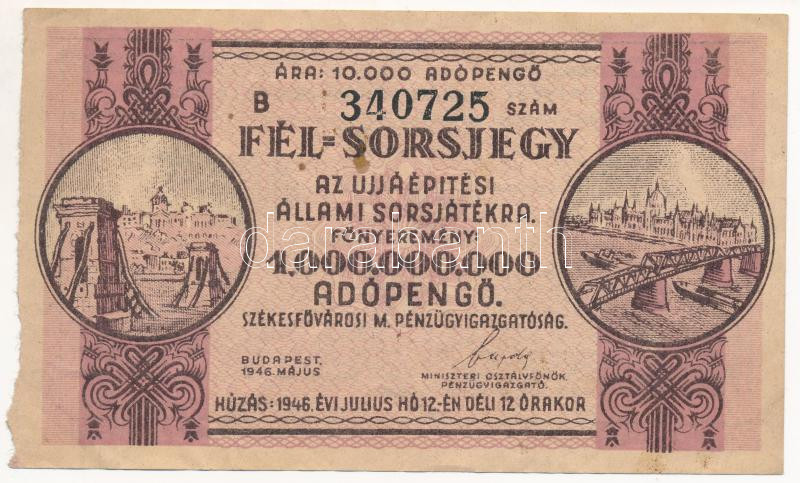 ÁRA: 10.000 ADÓPENGŐ
B 340725 SZÁM
FÉL=SORSJEGY
AZ UJJÁÉPITÉSI
ÁLLAMI SORSJÁTÉKRA
FŐNYEREMÉNY:
1,000.000.000
ADÓPENGŐ.
SZÉKESFŐVÁROSI M. PÉNZÜGYIGAZGATÓSÁG.
BUDAPEST,
1946. MÁJUS
MINISZTERI OSZTÁLYFŐNÖK
PÉNZÜGYIGAZGATÓ.
HÚZÁS: 1946. ÉVI JULIUS HÓ 12-ÉN DÉLI 12 ÓRAKOR
darabanth